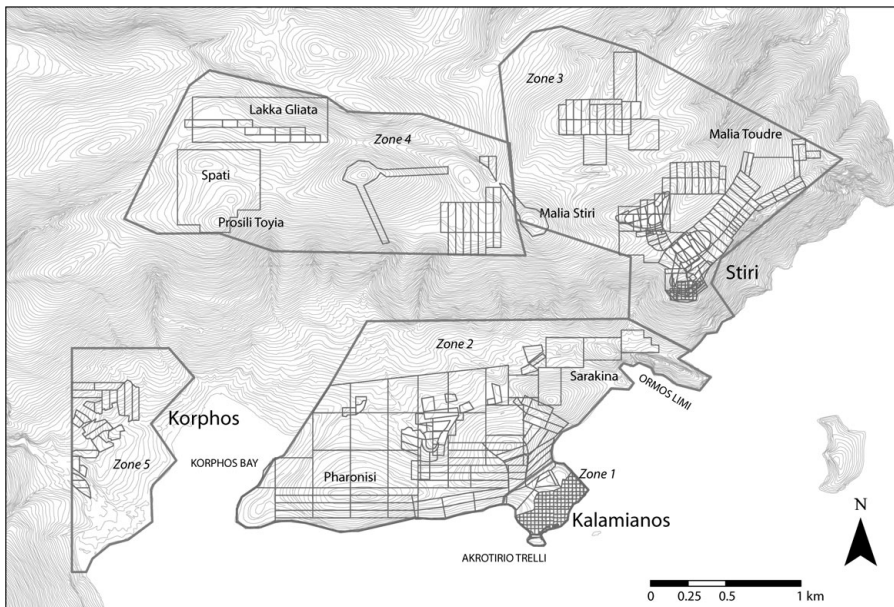 Zone 3
Lakka Gliata
Zone 4
Malia Toudre
Spati
Prosili Toyia
Malia Stiri
Stiri
Zone 2
Sarakina
ORMOS LIMI
Korphos
KORPHOS BAY
Zone 5
Pharonisi
Zone 1
Kalamianos
AKROTIRIO TRELLI
N
0 0.25 0.5 1 km